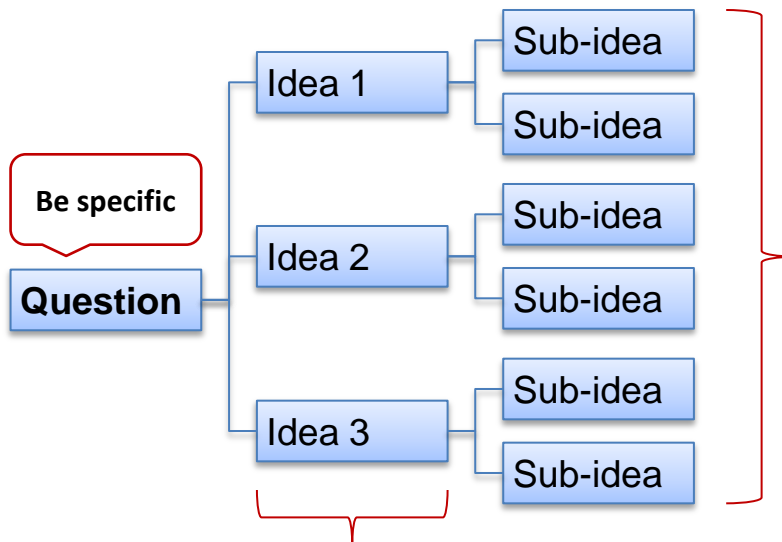 Be specific
Question
Idea 1
Sub-idea
Sub-idea
Idea 2
Sub-idea
Sub-idea
Idea 3
Sub-idea
Sub-idea